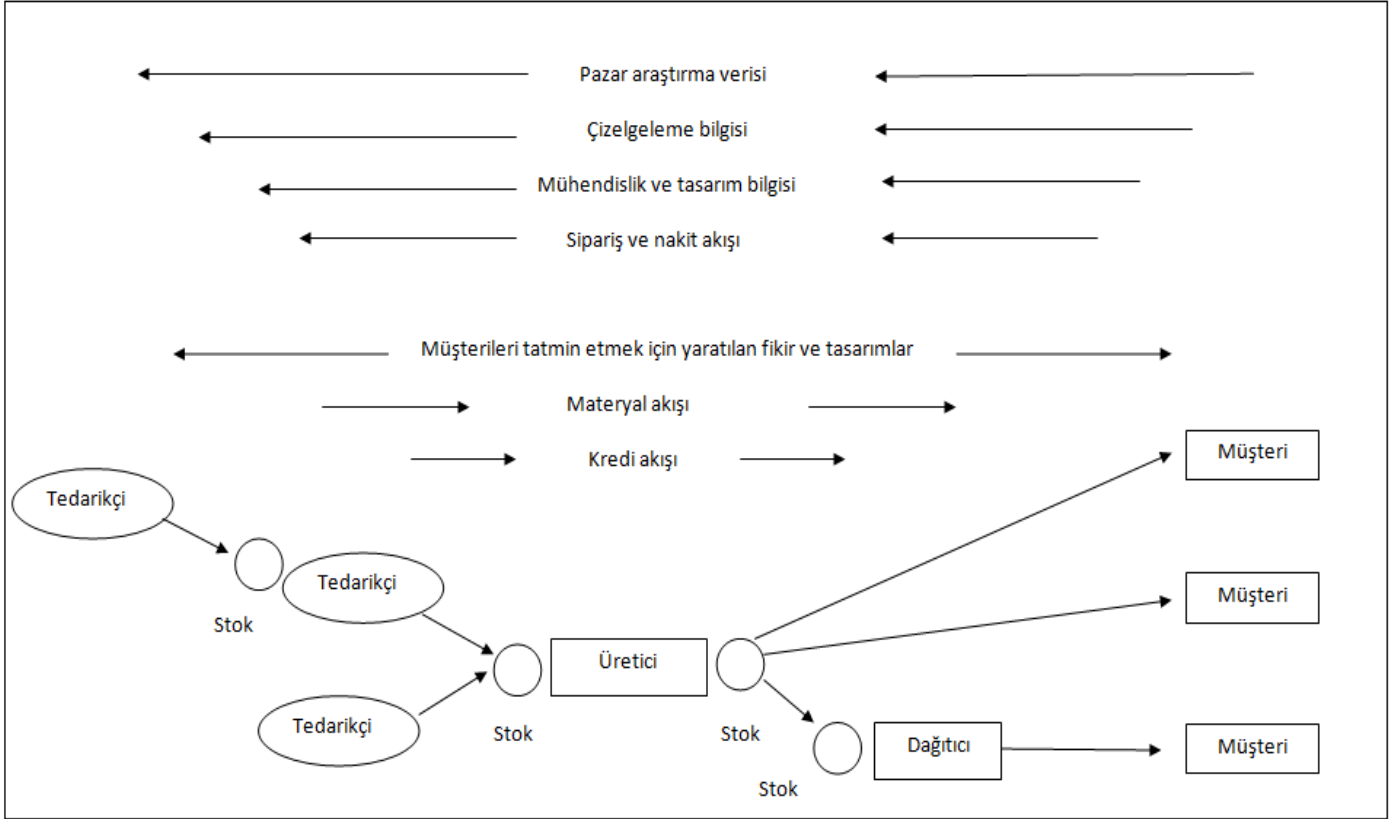 Pazar araştırma verisi
Çizelgeleme bilgisi
Mühendislik ve tasarım bilgisi
Sipariş ve nakit akışı
Müşterileri tatmin etmek için yaratılan fikir ve tasarımlar
Materyal akışı
Kredi akışı
Müşteri
Tedarikçi
Tedarikçi
Müşteri
Stok
Üretici
Tedarikçi
Stok
Stok
Dağıtıcı
Müşteri
Stok